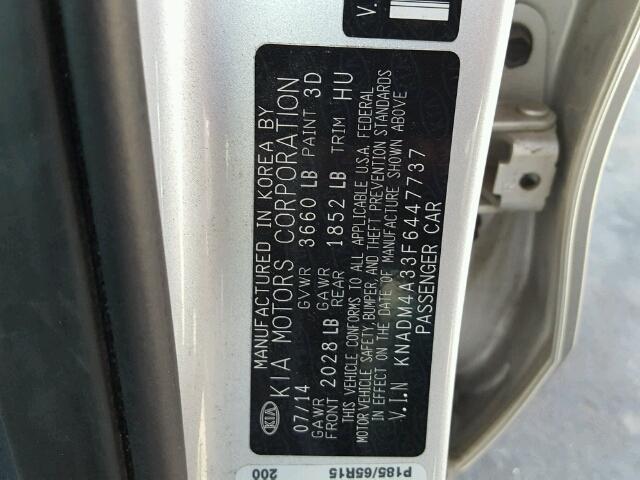 V.
MANUFACTURED IN KOREA BY
KIA KIA MOTORS CORPORATION
07/14 GVWR 3660 LB PAINT 3D
GAWR FRONT 2028 LB GAWR REAR 1852 LB TRIM HU
THIS VEHICLE CONFORMS TO ALL APPLICABLE U.S.A. FEDERAL
MOTOR VEHICLE SAFETY, BUMPER, AND THEFT PREVENTION STANDARDS
IN EFFECT ON THE DATE OF MANUFACTURE SHOWN ABOVE
V.I.N KNADM4A33F6447737
PASSENGER CAR
P185/65R15
200